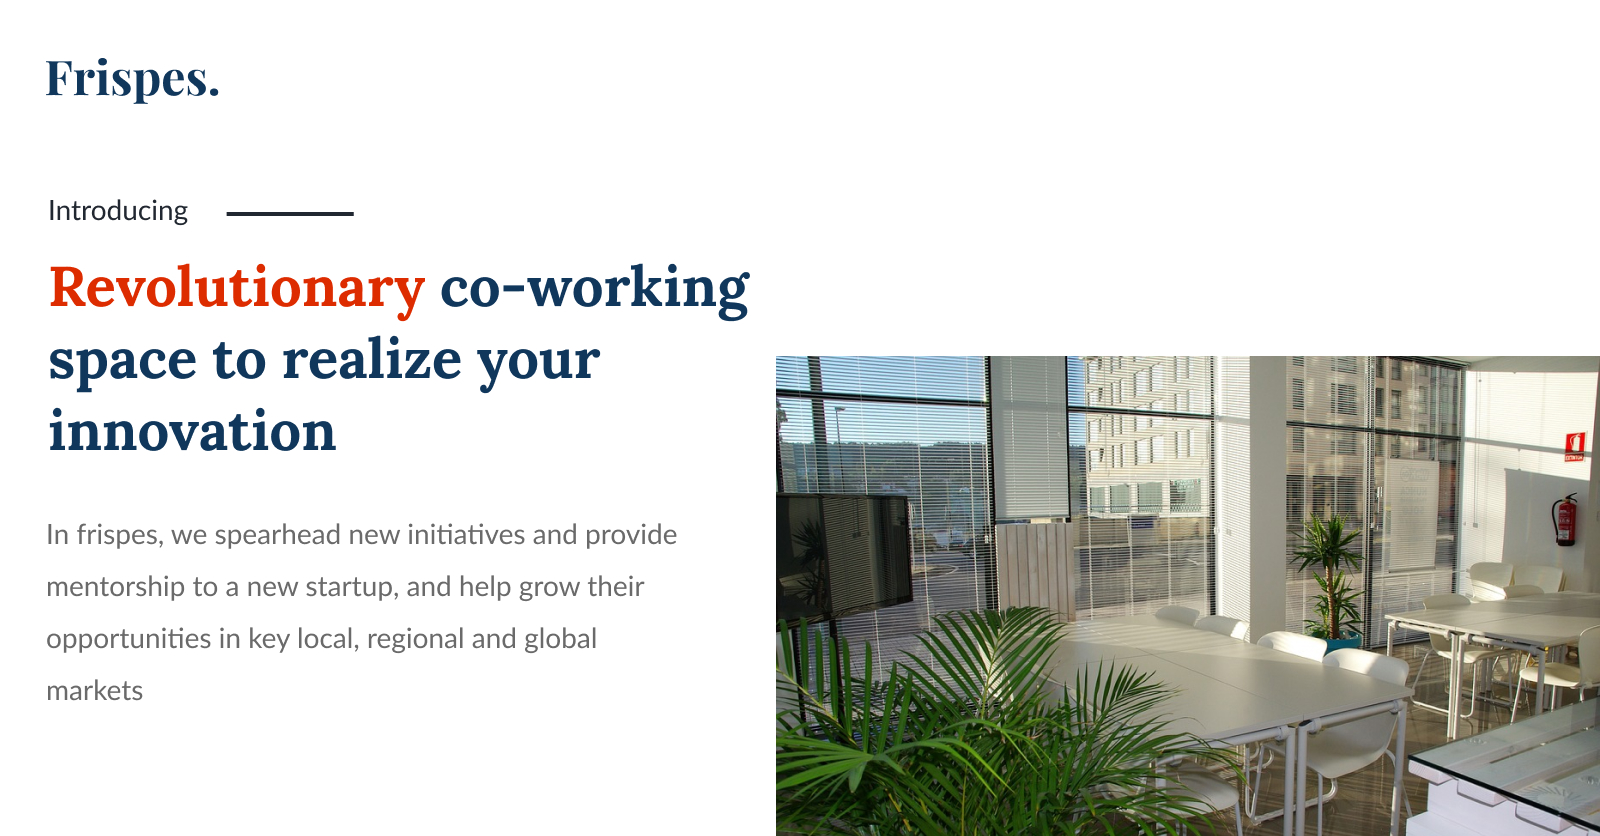 Frispes.
Introducing
Revolutionary co-working
space to realize your
innovation
In frispes, we spearhead new initiatives and provide
mentorship to a new startup, and help grow their
opportunities in key local, regional and global
markets